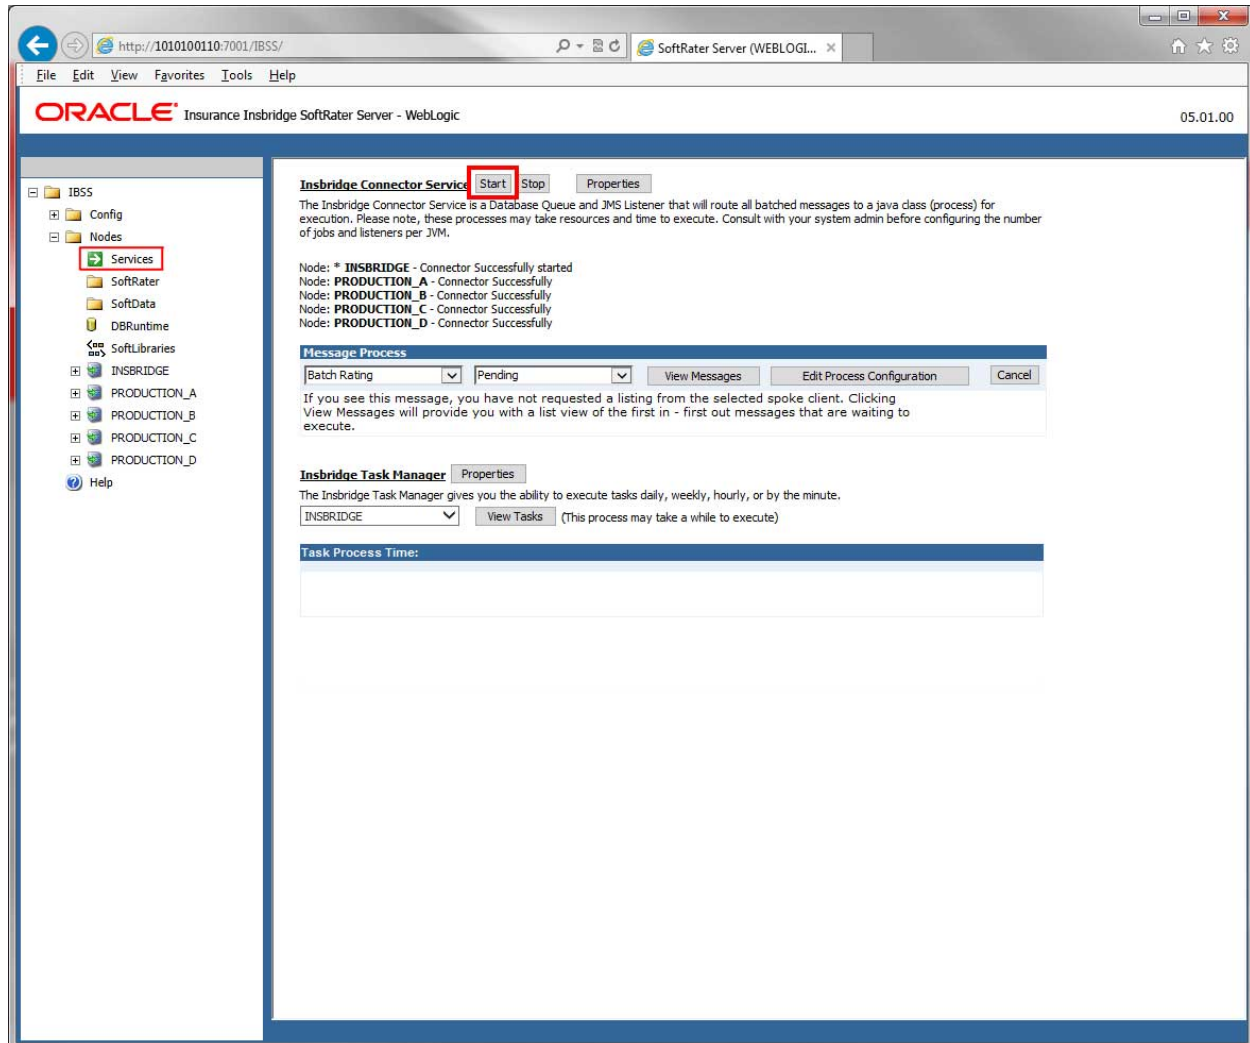 http://1010100110:7001/IBSS/
SoftRater Server (WEBLOGI...
File Edit View Favorites Tools Help
ORACLE Insurance Insbridge SoftRater Server - WebLogic
05.01.00
IBSS
Config
Nodes
Services
SoftRater
SoftData
DBRuntime
SoftLibraries
INSBRIDGE
PRODUCTION_A
PRODUCTION_B
PRODUCTION_C
PRODUCTION_D
Help
Insbridge Connector Service Start Stop Properties
The Insbridge Connector Service is a Database Queue and JMS Listener that will route all batched messages to a java class (process) for
execution. Please note, these processes may take resources and time to execute. Consult with your system admin before configuring the number
of jobs and listeners per JVM.
Node: * INSBRIDGE - Connector Successfully started
Node: PRODUCTION_A - Connector Successfully
Node: PRODUCTION_B - Connector Successfully
Node: PRODUCTION_C - Connector Successfully
Node: PRODUCTION_D - Connector Successfully
Message Process
Batch Rating Pending View Messages Edit Process Configuration Cancel
If you see this message, you have not requested a listing from the selected spoke client. Clicking
View Messages will provide you with a list view of the first in - first out messages that are waiting to
execute.
Insbridge Task Manager Properties
The Insbridge Task Manager gives you the ability to execute tasks daily, weekly, hourly, or by the minute.
INSBRIDGE View Tasks (This process may take a while to execute)
Task Process Time: